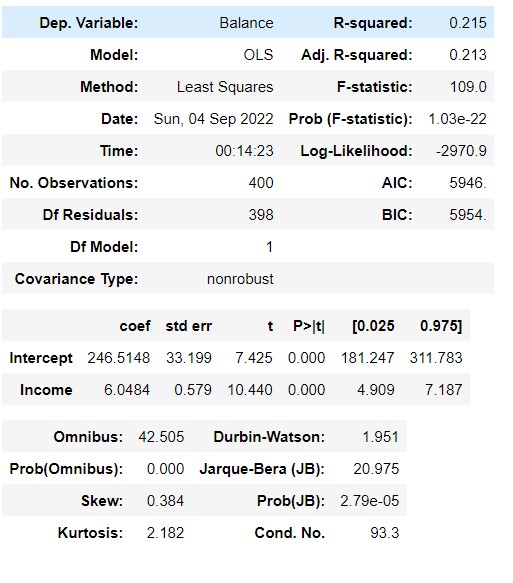 Dep. Variable: Balance R-squared: 0.215
Model: OLS Adj. R-squared: 0.213
Method: Least Squares F-statistic: 109.0
Date: Sun, 04 Sep 2022 Prob (F-statistic): 1.03e-22
Time: 00:14:23 Log-Likelihood: -2970.9
No. Observations: 400 AIC: 5946.
Df Residuals: 398 BIC: 5954.
Df Model: 1
Covariance Type: nonrobust
coef std err t P>|t| [0.025 0.975]
Intercept 246.5148 33.199 7.425 0.000 181.247 311.783
Income 6.0484 0.579 10.440 0.000 4.909 7.187
Omnibus: 42.505 Durbin-Watson: 1.951
Prob(Omnibus): 0.000 Jarque-Bera (JB): 20.975
Skew: 0.384 Prob(JB): 2.79e-05
Kurtosis: 2.182 Cond. No. 93.3